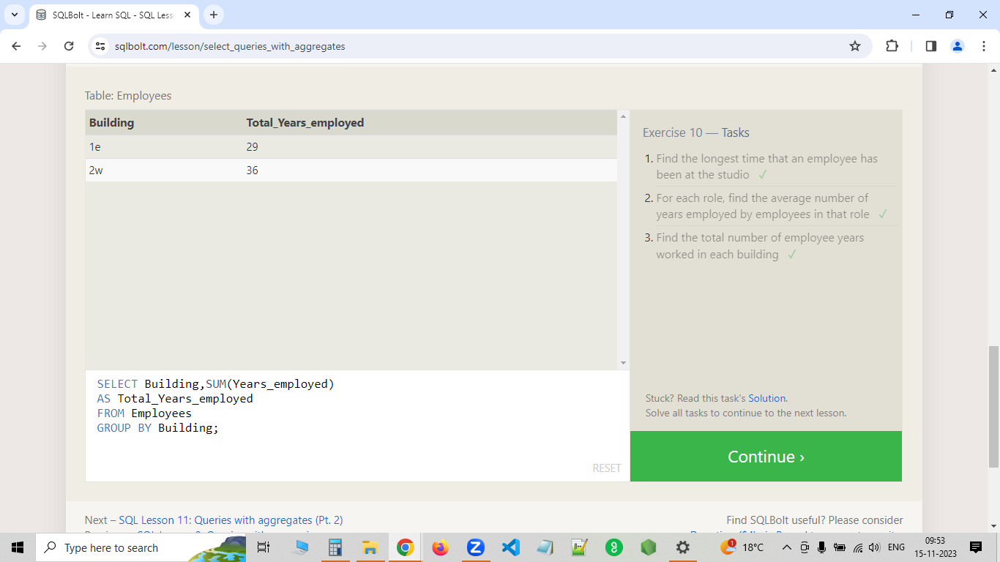 SQLBolt - Learn SQL - SQL Less
sqlbolt.com/lesson/select_queries_with_aggregates
Table: Employees
Building Total_Years_employed
1e 29
2w 36
SELECT Building,SUM(Years_employed)
AS Total_Years_employed
FROM Employees
GROUP BY Building;
RESET
Exercise 10 — Tasks
1. Find the longest time that an employee has
been at the studio ✓
2. For each role, find the average number of
years employed by employees in that role ✓
3. Find the total number of employee years
worked in each building ✓
Stuck? Read this task's Solution.
Solve all tasks to continue to the next lesson.
Continue ›
Next – SQL Lesson 11: Queries with aggregates (Pt. 2)
Find SQLBolt useful? Please consider
Type here to search
1
18°C
ENG
09:53
15-11-2023